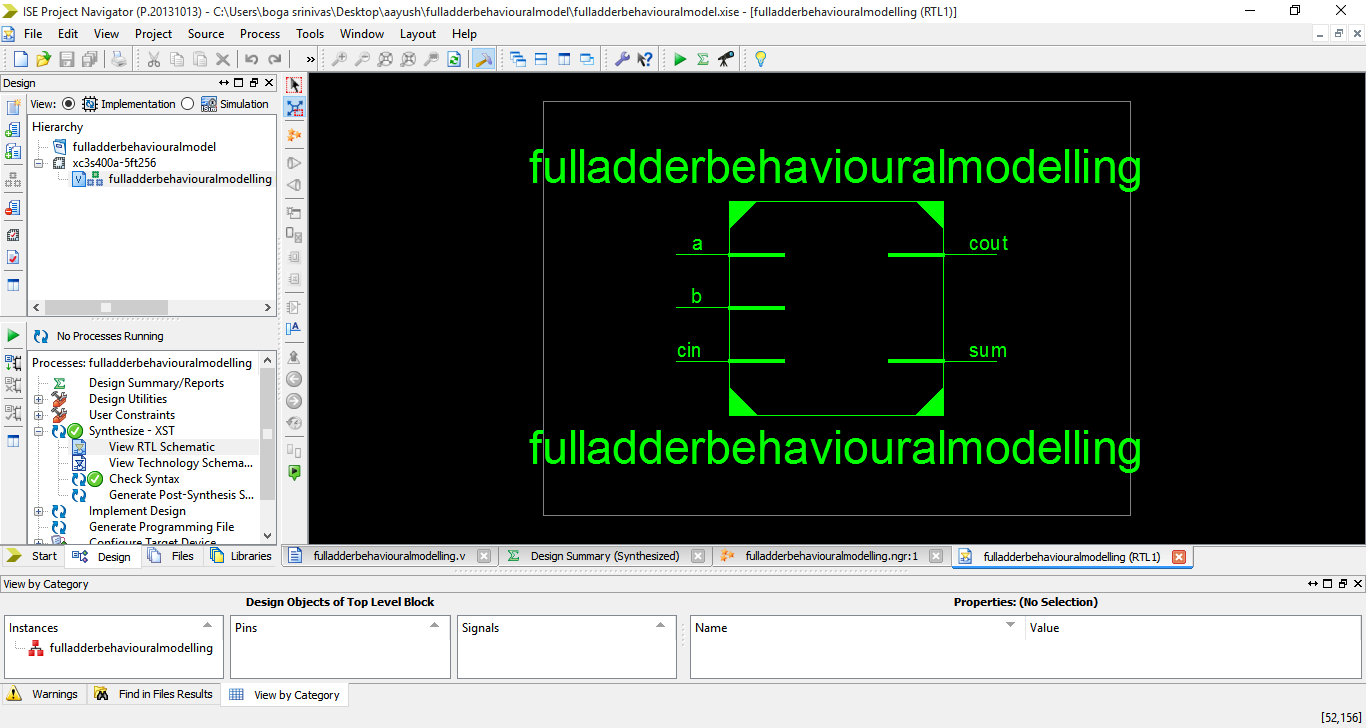 ISE Project Navigator (P.20131013) - C:\Users\boga srinivas\Desktop\aayush\fulladderbehaviouralmodel\fulladderbehaviouralmodel.xise - [fulladderbehaviouralmodelling (RTL1)]
File Edit View Project Source Process Tools Window Layout Help
»
Design
View: Implementation Simulation
Hierarchy
fulladderbehaviouralmodel
xc3s400a-5ft256
V fulladderbehaviouralmodelling
No Processes Running
Processes: fulladderbehaviouralmodelling
Design Summary/Reports
Design Utilities
User Constraints
Synthesize - XST
View RTL Schematic
View Technology Schema...
Check Syntax
Generate Post-Synthesis S...
Implement Design
Generate Programming File
Configure Target Device
Start Design Files Libraries
fulladderbehaviouralmodelling
a cout
b
cin sum
fulladderbehaviouralmodelling
fulladderbehaviouralmodelling.v Design Summary (Synthesized) fulladderbehaviouralmodelling.ngr:1 fulladderbehaviouralmodelling (RTL1)
View by Category
Design Objects of Top Level Block Properties: (No Selection)
Instances Pins Signals Name Value
fulladderbehaviouralmodelling
Warnings Find in Files Results View by Category
[52,156]